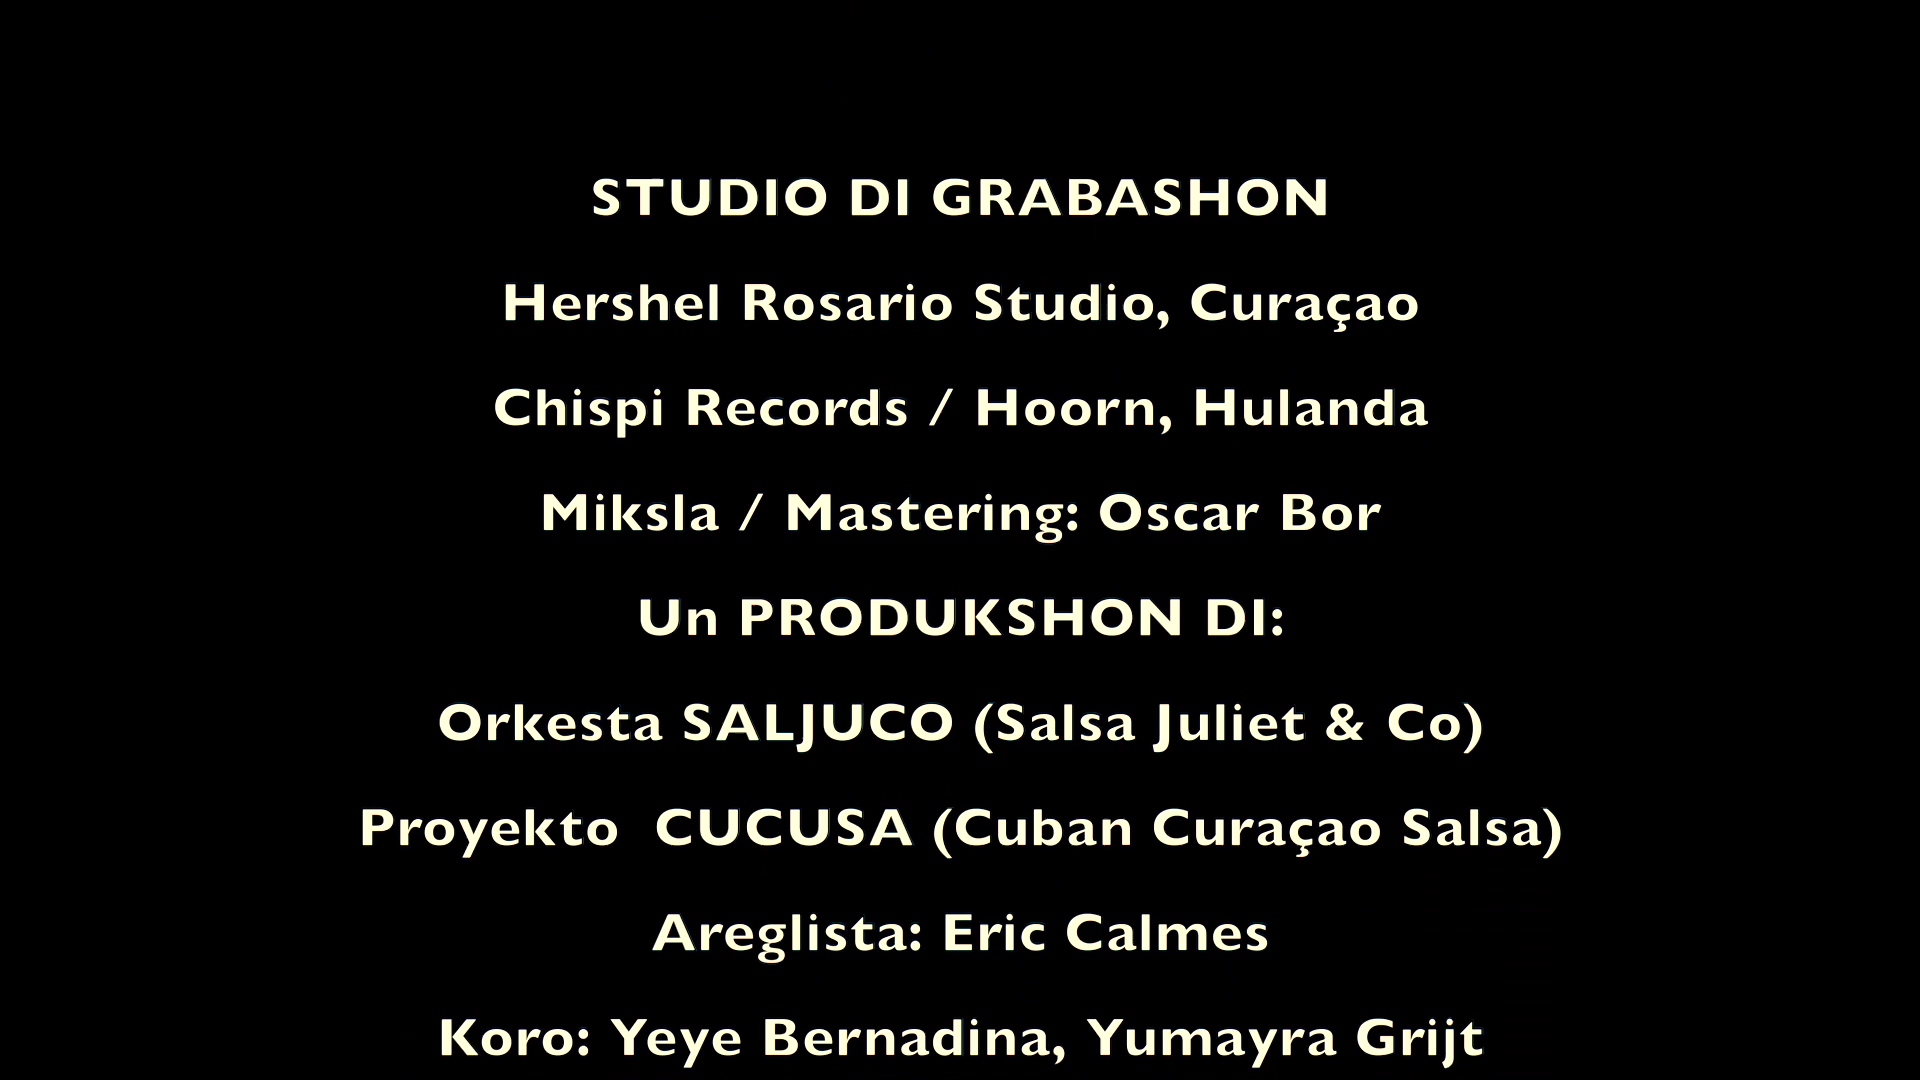 STUDIO DI GRABASHON
Hershel Rosario Studio, Curaçao
Chispi Records / Hoorn, Hulanda
Miksla / Mastering: Oscar Bor
Un PRODUKSHON DI:
Orkesta SALJUCO (Salsa Juliet & Co)
Proyekto  CUCUSA (Cuban Curaçao Salsa)
Areglista: Eric Calmes
Koro: Yeye Bernadina, Yumayra Grijt